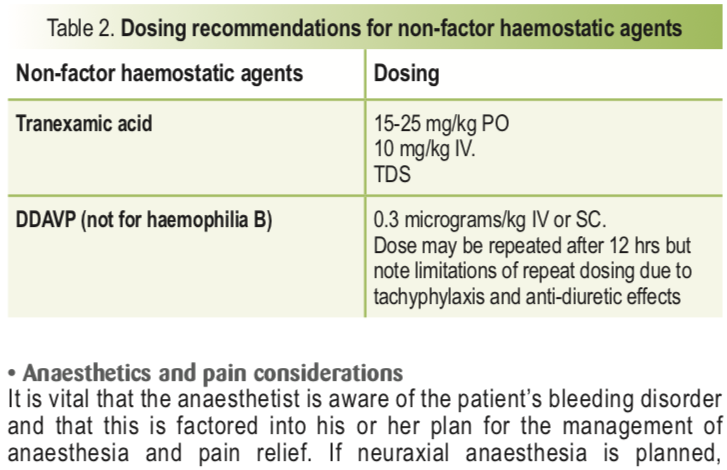 Table 2. Dosing recommendations for non-factor haemostatic agents
Non-factor haemostatic agents Dosing
Tranexamic acid 15-25 mg/kg PO
10 mg/kg IV.
TDS
DDAVP (not for haemophilia B) 0.3 micrograms/kg IV or SC.
Dose may be repeated after 12 hrs but
note limitations of repeat dosing due to
tachyphylaxis and anti-diuretic effects
• Anaesthetics and pain considerations
It is vital that the anaesthetist is aware of the patient's bleeding disorder
and that this is factored into his or her plan for the management of
anaesthesia and pain relief. If neuraxial anaesthesia is planned,